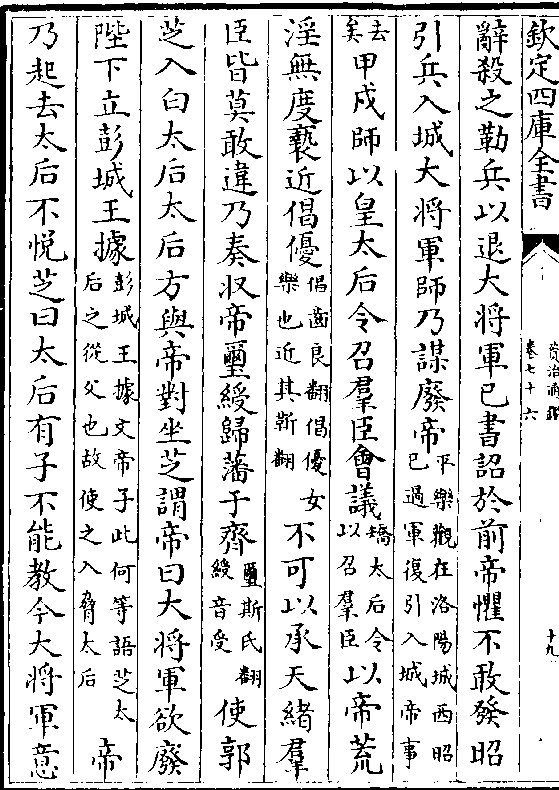 欽定四庫全書
資治通鑑
卷七十六
十九
辭殺之勒兵以退大將軍已書詔於前帝懼不敢發昭
引兵入城大將軍師乃謀廢帝平樂觀在洛陽城西昭已過軍復引入城帝事
去矣甲戌師以皇太后令召羣臣會議矯太后令以召羣臣以帝荒
淫無度褻近倡優倡齒良翻倡優女樂也近其靳翻不可以承天緒羣
臣皆莫敢違乃奏收帝璽綬歸藩于齊璽斯氏翻綬音受使郭
芝入白太后太后方與帝對坐芝謂帝曰大將軍欲廢
陛下立彭城王據彭城王據文帝子此何等語芝太后之從父也故使之入脅太后帝
乃起去太后不悅芝曰太后有子不能教今大將軍意